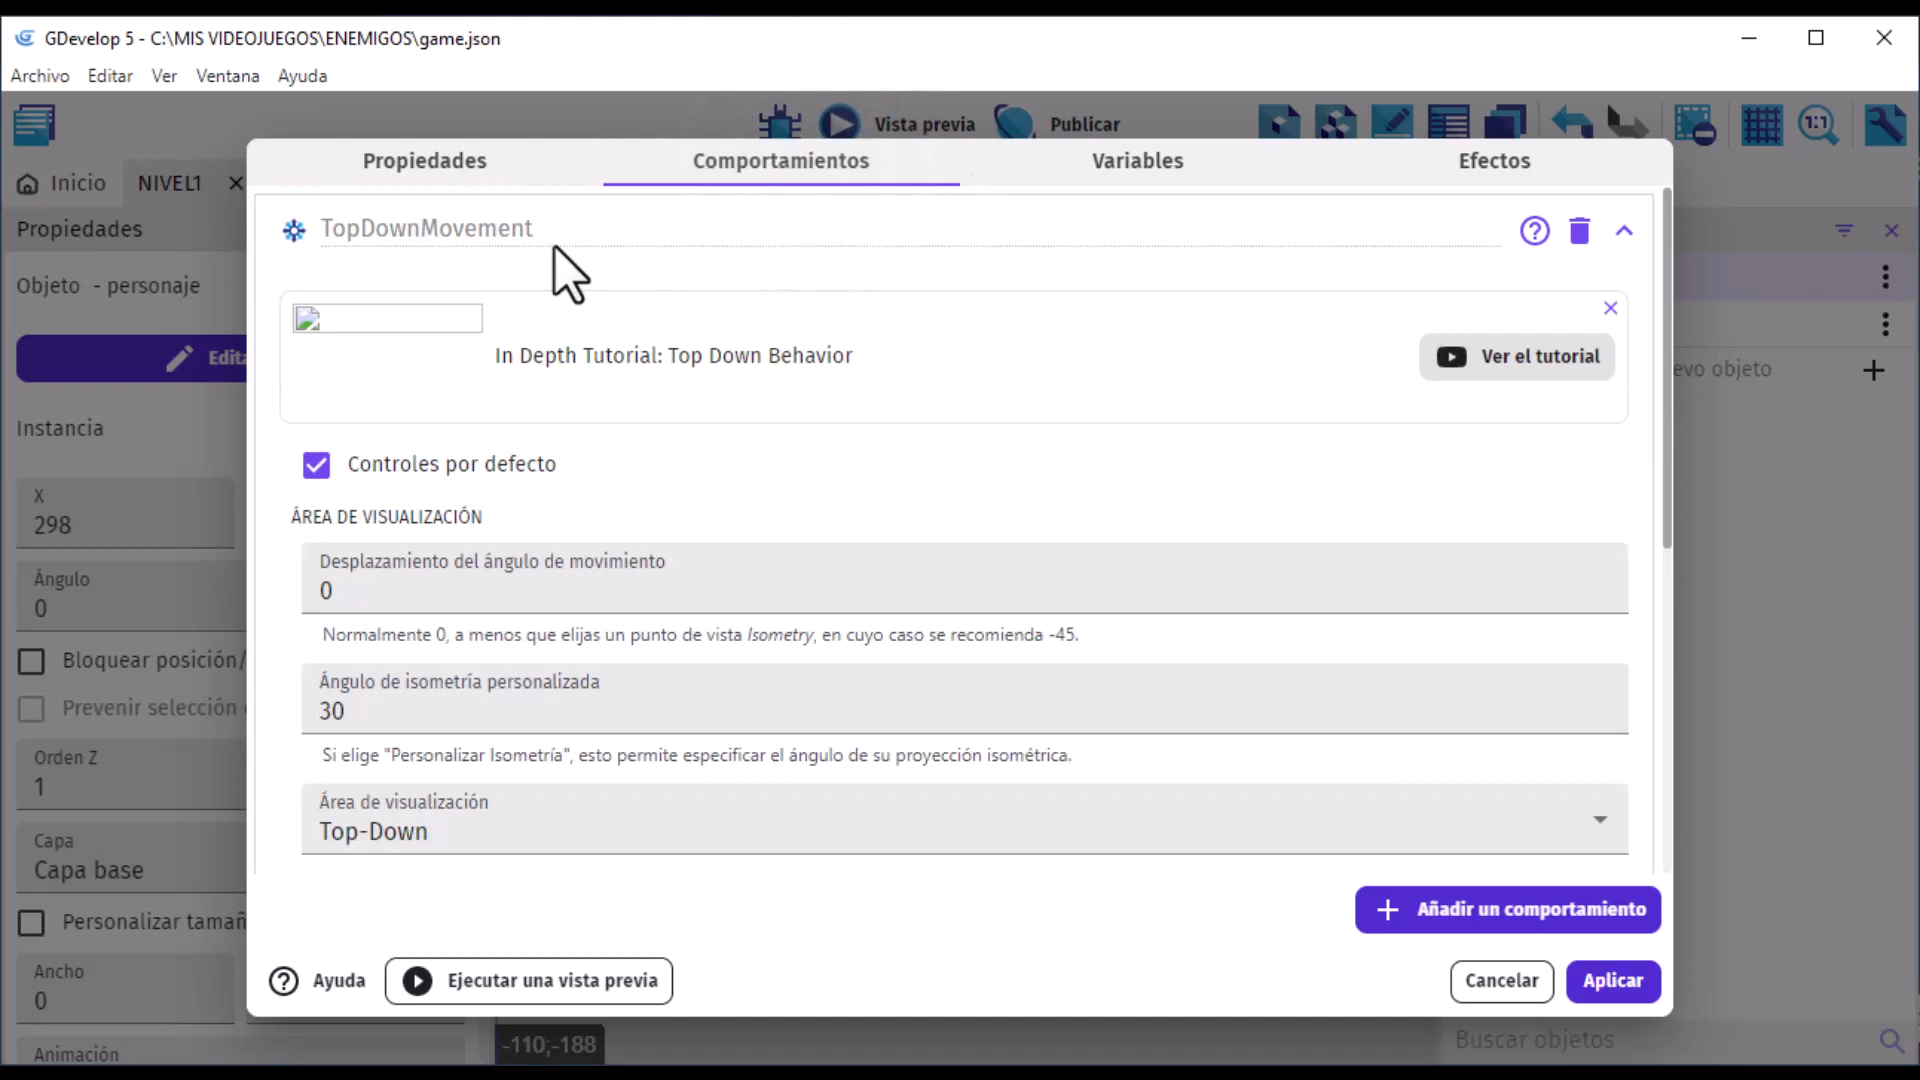 GDevelop 5 - C:\MIS VIDEOJUEGOS\ENEMIGOS\game.json
Archivo Editar Ver Ventana Ayuda
Vista previa Publicar 1:1
Inicio NIVEL1
Propiedades
Objeto - personaje
Instancia
X
298
Ángulo
0
Bloquear posición/
Prevenir selección
Orden Z
1
Capa
Capa base
Personalizar
Ancho
0
Animación
Propiedades Comportamientos Variables Efectos
TopDownMovement
In Depth Tutorial: Top Down Behavior
Ver el tutorial
Controles por defecto
ÁREA DE VISUALIZACIÓN
Desplazamiento del ángulo de movimiento
0
Normalmente 0, a menos que elijas un punto de vista Isometry, en cuyo caso se recomienda -45.
Ángulo de isometría personalizada
30
Si elige "Personalizar Isometría", esto permite especificar el ángulo de su proyección isométrica.
Área de visualización
Top-Down
Añadir un comportamiento
Ayuda Ejecutar una vista previa Cancelar Aplicar
objeto
-110;-188
Buscar objetos